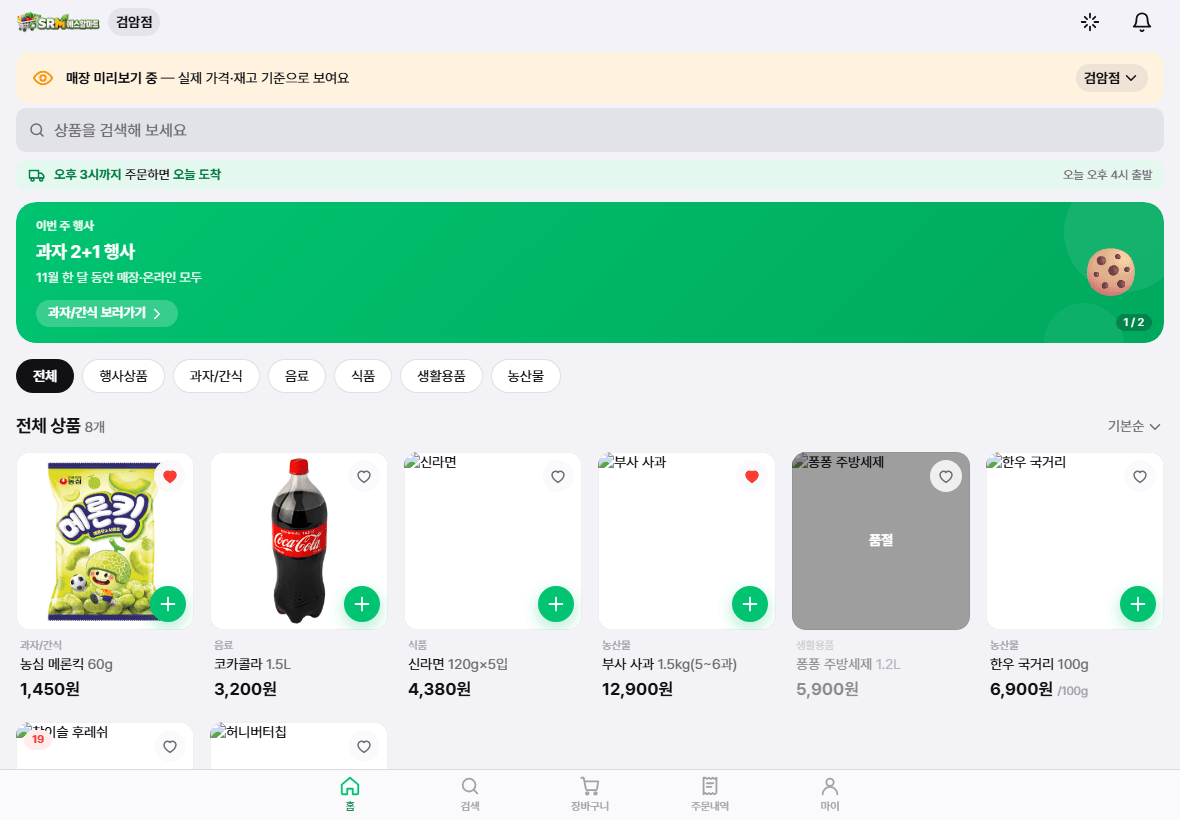 SRM에스알마트 검암점
매장 미리보기 중 — 실제 가격·재고 기준으로 보여요 검암점
상품을 검색해 보세요
오후 3시까지 주문하면 오늘 도착 오늘 오후 4시 출발
이번 주 행사
과자 2+1 행사
11월 한 달 동안 매장·온라인 모두
과자/간식 보러가기
1 / 2
전체 행사상품 과자/간식 음료 식품 생활용품 농산물
전체 상품 8개 기본순
농심
메론킥
Coca-Cola
신라면
부사 사과
퐁퐁 주방세제
품절
한우 국거리
과자/간식
농심 메론킥 60g
1,450원
음료
코카콜라 1.5L
3,200원
식품
신라면 120g×5입
4,380원
농산물
부사 사과 1.5kg(5~6과)
12,900원
생활용품
퐁퐁 주방세제 1.2L
5,900원
농산물
한우 국거리 100g
6,900원 /100g
참이슬 후레쉬
19
허니버터칩
홈 검색 장바구니 주문내역 마이